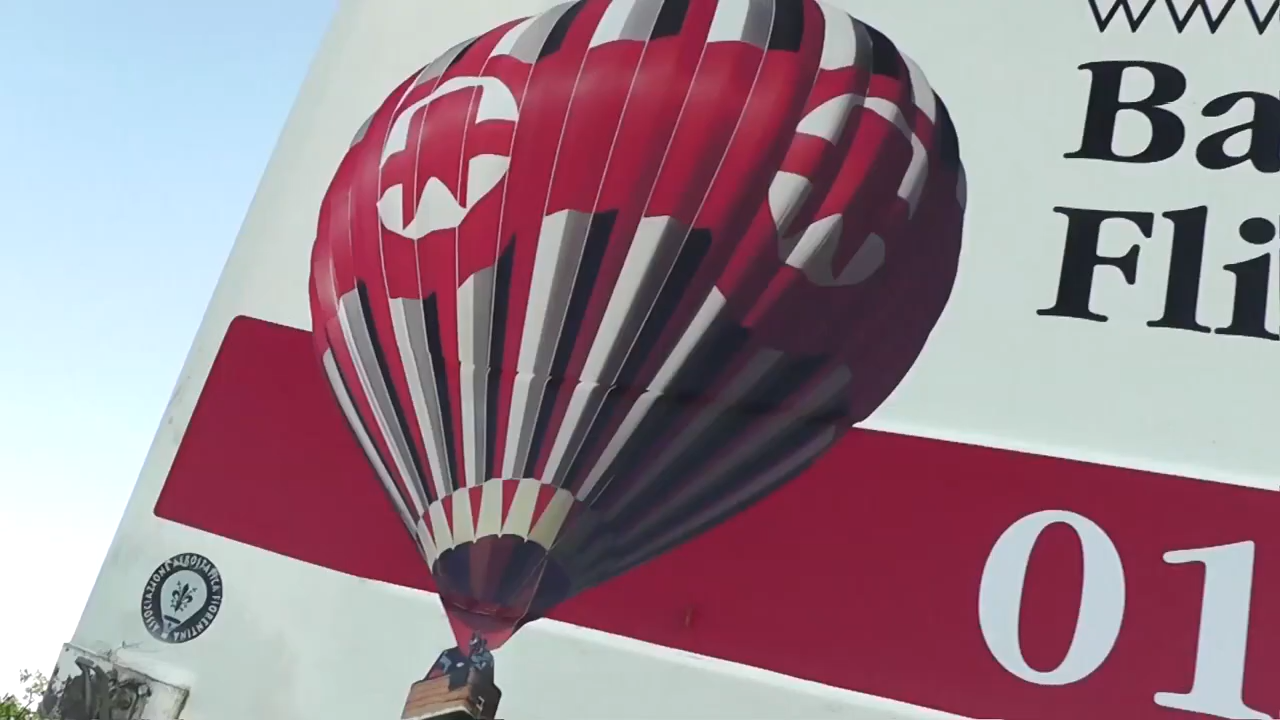 www
Ba
Fli
01
ASSOCIAZIONE AEROSTATICA FIORENTINA